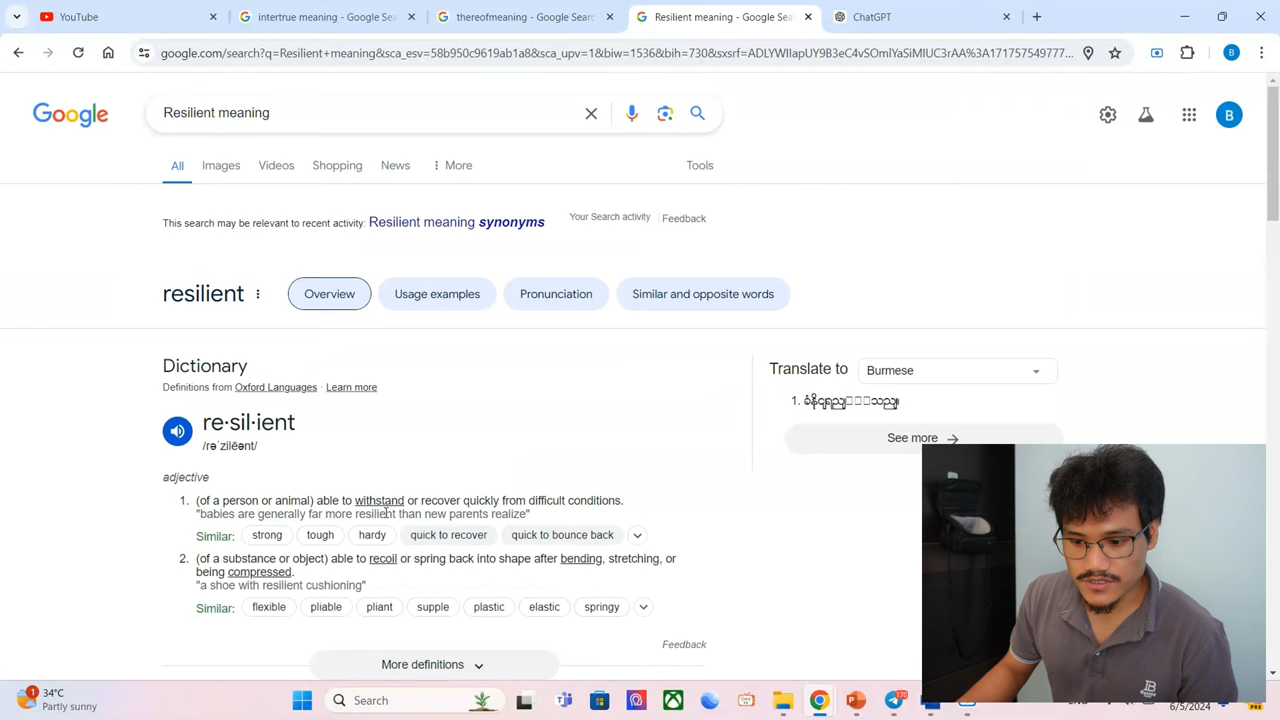 YouTube
intertrue meaning - Google Sea
thereofmeaning - Google Search
Resilient meaning - Google Sea
ChatGPT
google.com/search?q=Resilient+meaning&sca_esv=58b950c9619ab1a8&sca_upv=1&biw=1536&bih=730&sxsrf=ADLYWIIapUY9B3eC4vSOmlYaSiMIUC3rAA%3A171757549777...
B
Google
Resilient meaning
B
All
Images
Videos
Shopping
News
More
Tools
This search may be relevant to recent activity: Resilient meaning synonyms
Your Search activity
Feedback
resilient
Overview
Usage examples
Pronunciation
Similar and opposite words
Dictionary
Definitions from Oxford Languages · Learn more
re·sil·ient
/rəˈzilēənt/
adjective
1. (of a person or animal) able to withstand or recover quickly from difficult conditions.
"babies are generally far more resilient than new parents realize"
Similar: strong tough hardy quick to recover quick to bounce back
2. (of a substance or object) able to recoil or spring back into shape after bending, stretching, or
being compressed.
"a shoe with resilient cushioning"
Similar: flexible pliable pliant supple plastic elastic springy
Feedback
More definitions
Translate to
Burmese
1.
See more
1
34°C
Partly sunny
Search
170
6/5/2024